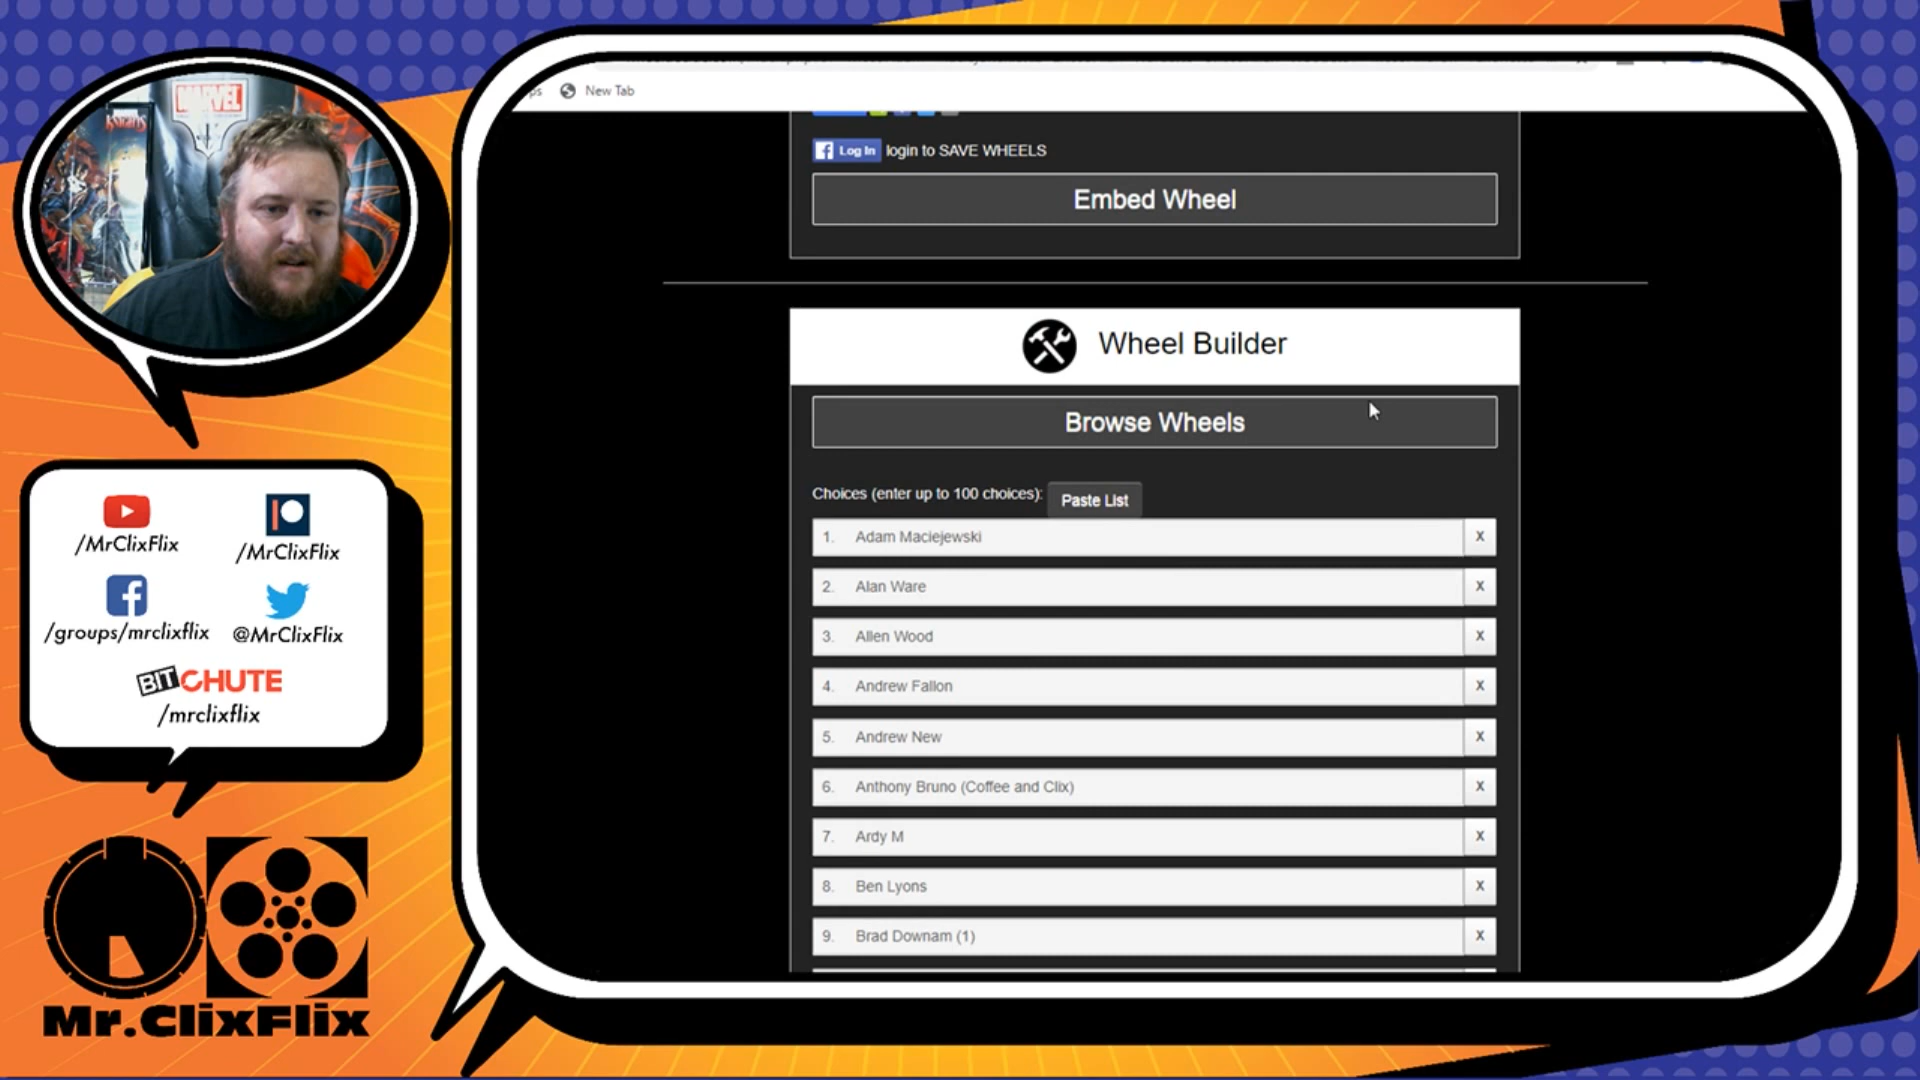 MARVEL
KNIGHTS
ps New Tab
Log In login to SAVE WHEELS
Embed Wheel
Wheel Builder
Browse Wheels
Choices (enter up to 100 choices): Paste List
1. Adam Maciejewski X
2. Alan Ware X
3. Allen Wood X
4. Andrew Fallon X
5. Andrew New X
6. Anthony Bruno (Coffee and Clix) X
7. Ardy M X
8. Ben Lyons X
9. Brad Downam (1) X
/MrClixFlix /MrClixFlix
/groups/mrclixflix @MrClixFlix
BITCHUTE
/mrclixflix
Mr.ClixFlix